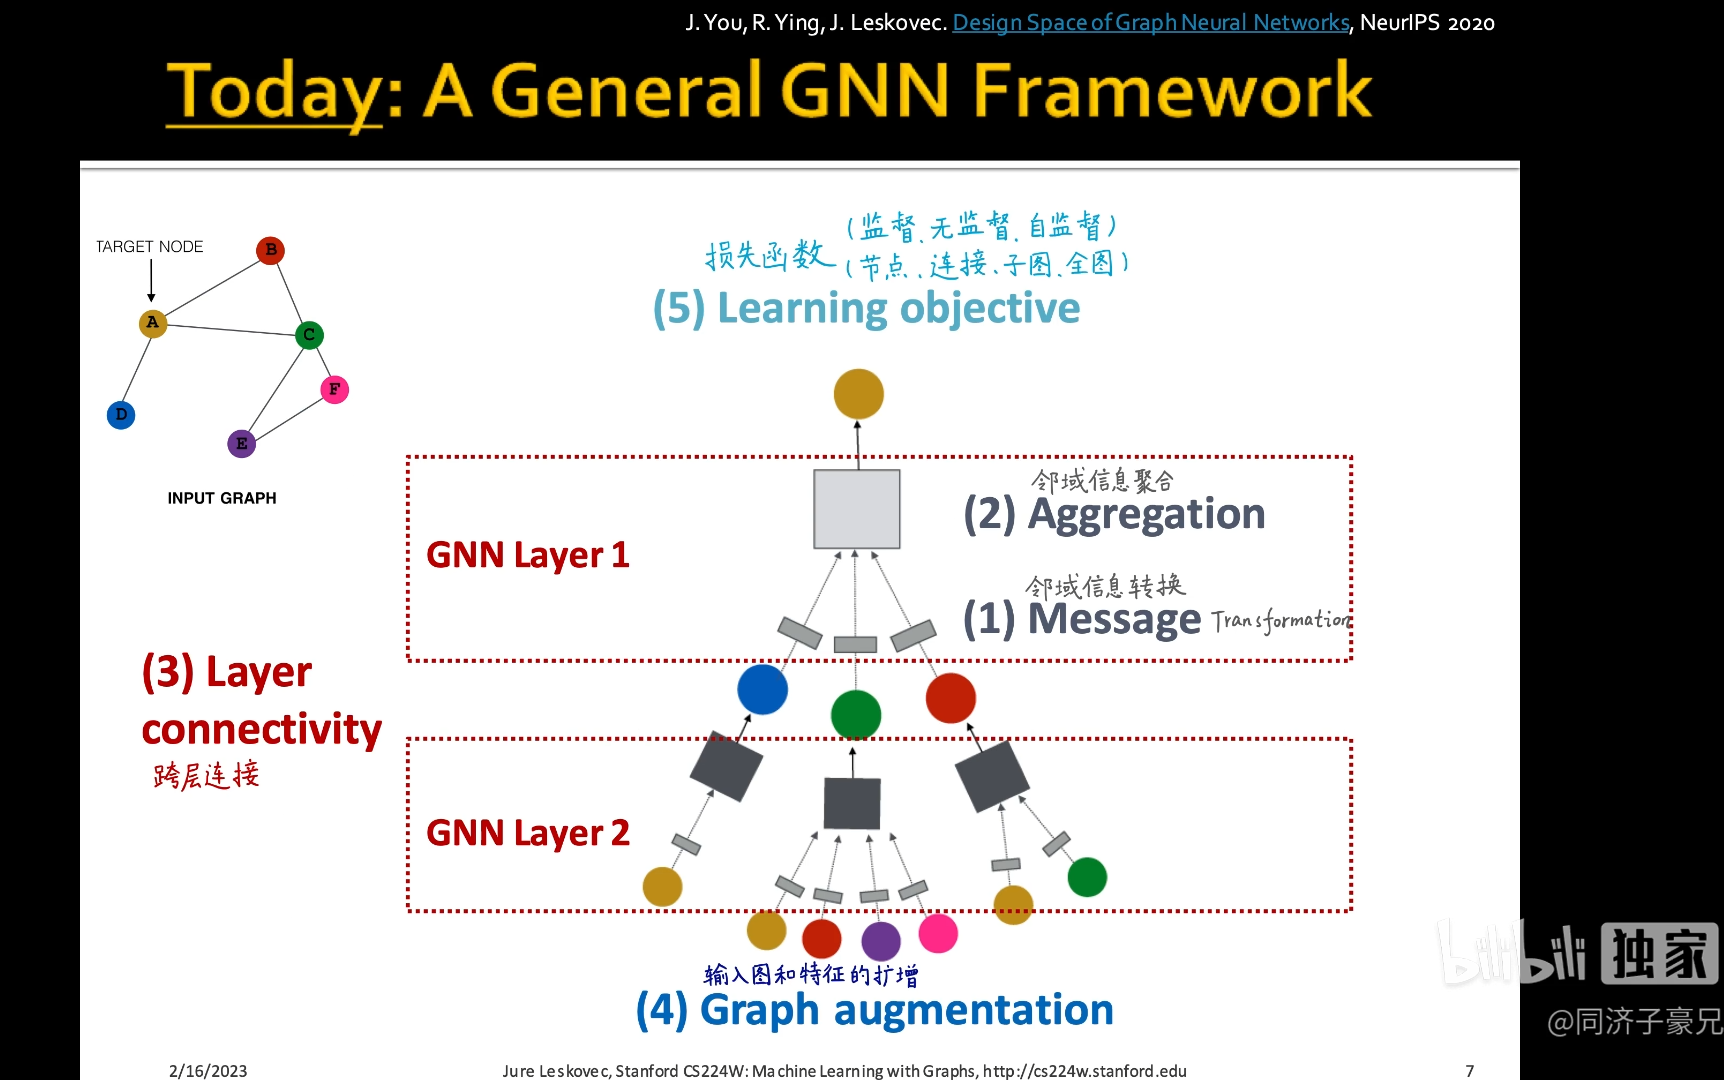 J. You, R. Ying, J. Leskovec. Design Space of Graph Neural Networks, NeurIPS 2020
Today: A General GNN Framework
TARGET NODE
B
A
C
F
D
E
INPUT GRAPH
(监督、无监督、自监督)
损失函数
(节点、连接、子图、全图)
(5) Learning objective
邻域信息聚合
(2) Aggregation
GNN Layer 1
邻域信息转换
(1) Message Transformation
(3) Layer
connectivity
跨层连接
GNN Layer 2
输入图和特征的扩增
(4) Graph augmentation
bilibili 独家
@同济子豪兄
2/16/2023
Jure Leskovec, Stanford CS224W: Machine Learning with Graphs, http://cs224w.stanford.edu
7